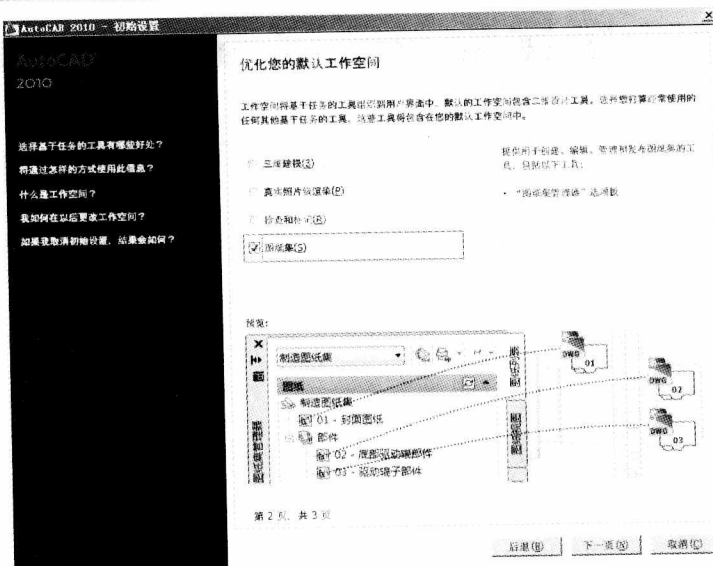 AutoCAD 2010 - 初始设置
AutoCAD
2010
选择基于任务的工具有哪些好处？
将通过怎样的方式使用此信息？
什么是工作空间？
我如何在以后更改工作空间？
如果我取消初始设置，结果会如何？
优化您的默认工作空间
工作空间将基于任务的工具组织到用户界面中。默认的工作空间包含二维设计工具。选择您打算经常使用的
任何其他基于任务的工具。这些工具将包含在您的默认工作空间中。
三维建模(3)
真实照片级渲染(P)
检查和标记(R)
图纸集(S)
提供用于创建、编辑、管理和发布图纸集的工
具，包括以下工具:
• “图纸集管理器”选项板
预览:
制造图纸集
图纸
制造图纸集
01 - 封面图纸
部件
02 - 底部驱动端部件
03 - 驱动端子部件
图纸集管理器
DWG
01
DWG
02
DWG
03
第 2 页，共 3 页
后退(B)
下一页(N)
取消(C)